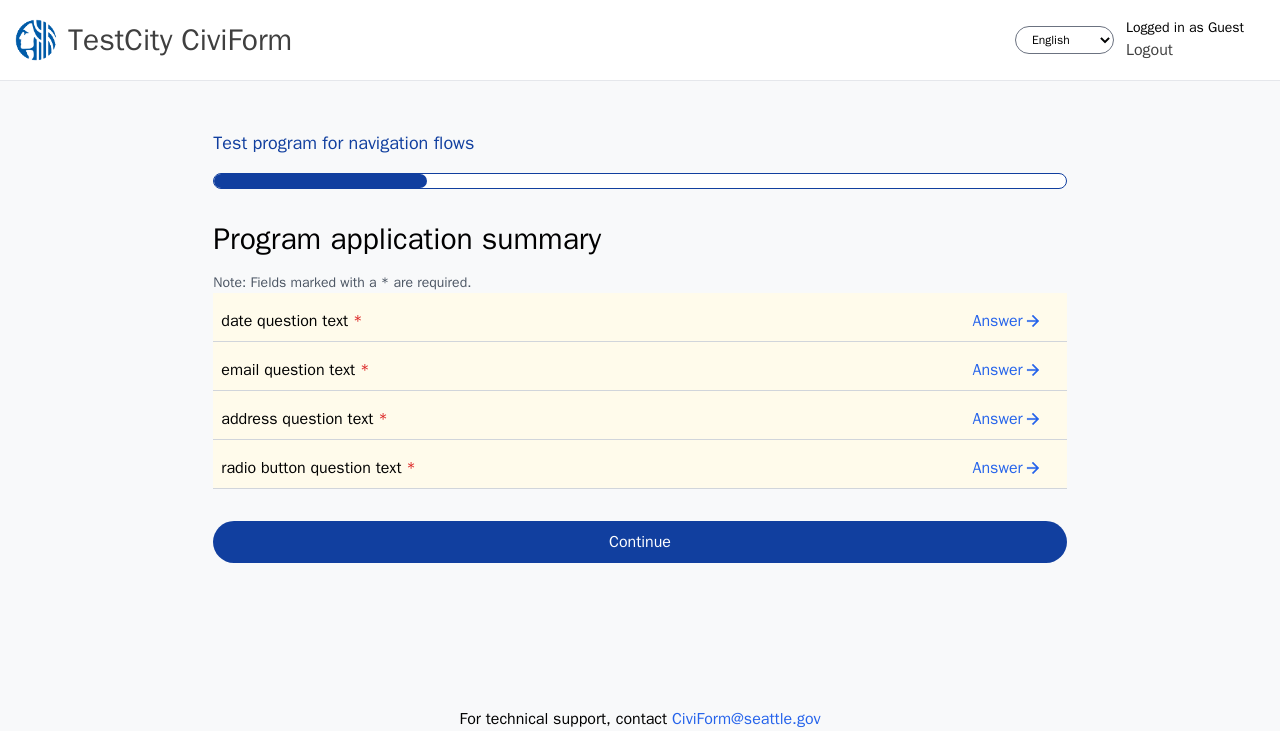 TestCity CiviForm
English
Logged in as Guest
Logout
Test program for navigation flows
Program application summary
Note: Fields marked with a * are required.
date question text *
Answer
email question text *
Answer
address question text *
Answer
radio button question text *
Answer
Continue
For technical support, contact CiviForm@seattle.gov